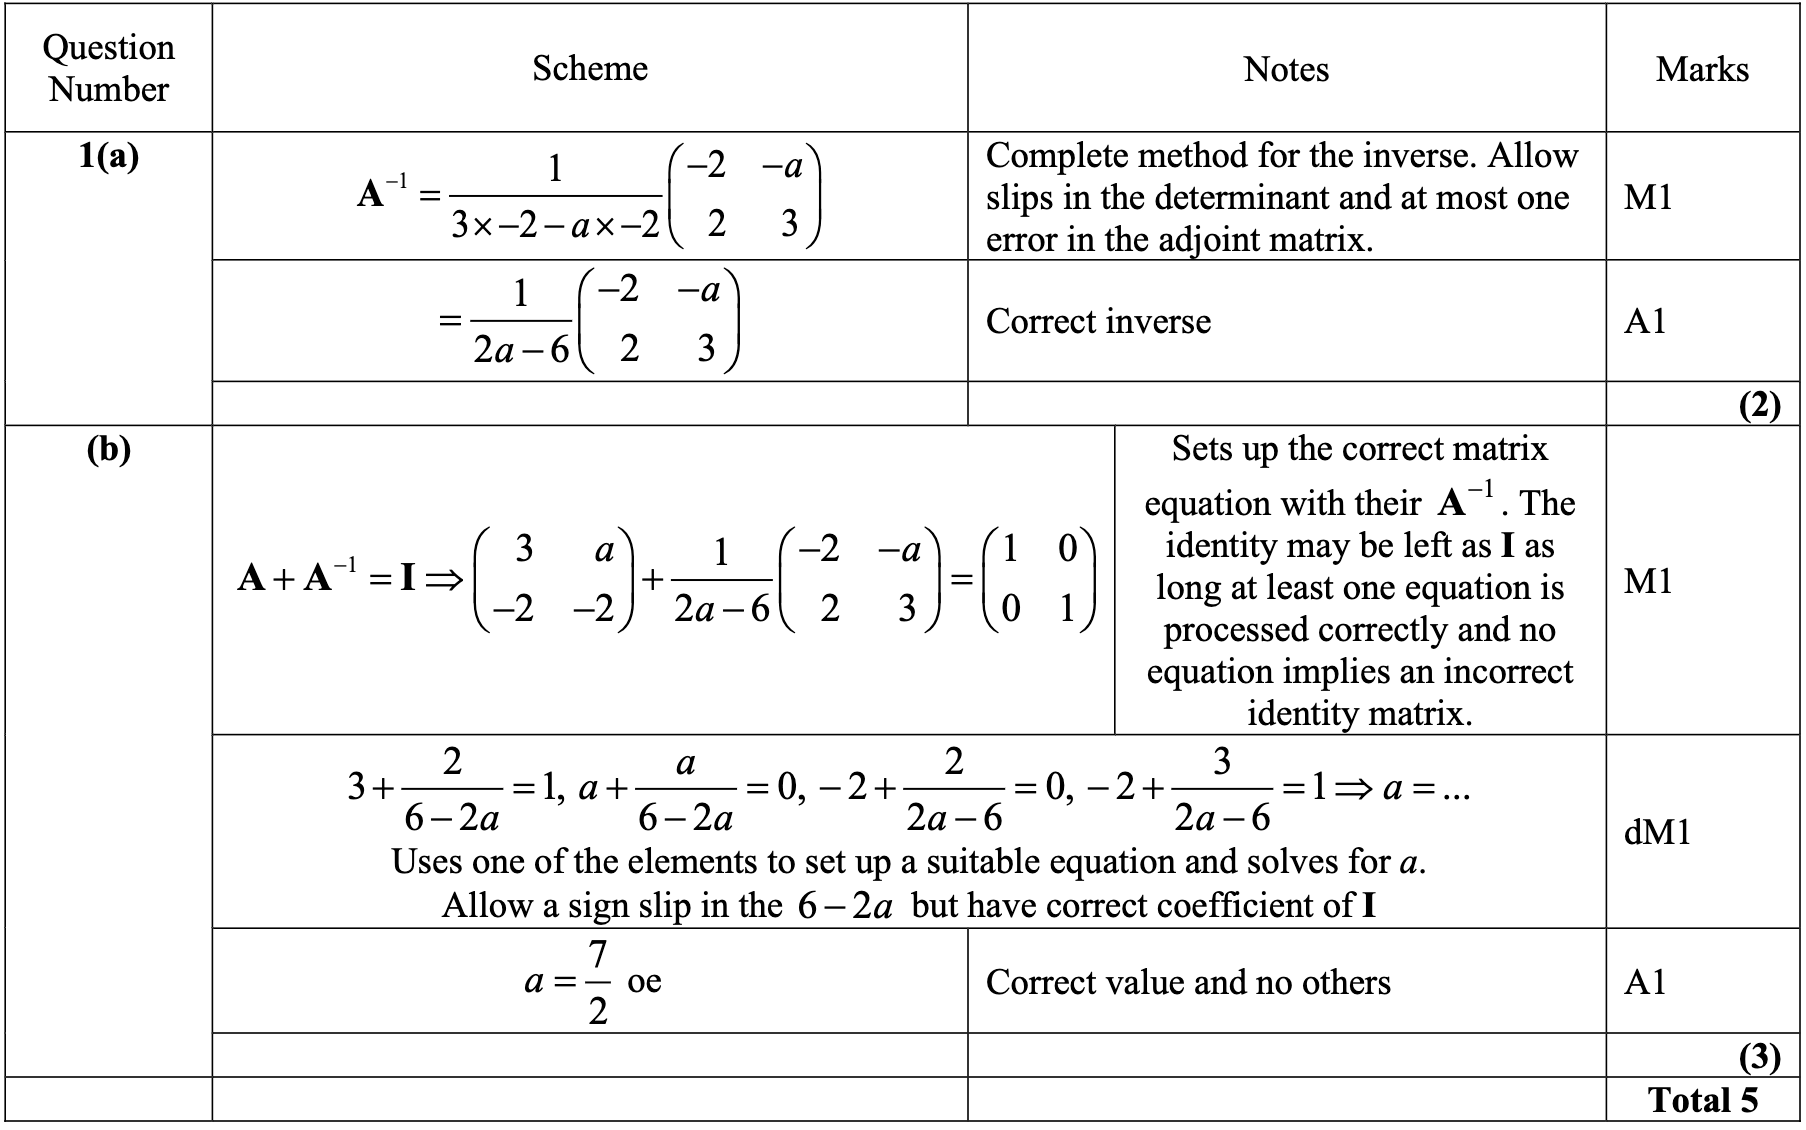 Question Number | Scheme | Notes | Marks
1(a) | $\mathbf{A}^{-1} = \frac{1}{3\times -2 - a\times -2}\begin{pmatrix} -2 & -a \\ 2 & 3 \end{pmatrix}$ | Complete method for the inverse. Allow
slips in the determinant and at most one
error in the adjoint matrix. | M1
$= \frac{1}{2a-6}\begin{pmatrix} -2 & -a \\ 2 & 3 \end{pmatrix}$ | Correct inverse | A1
(2)
(b) | $\mathbf{A} + \mathbf{A}^{-1} = \mathbf{I} \Rightarrow \begin{pmatrix} 3 & a \\ -2 & -2 \end{pmatrix} + \frac{1}{2a-6}\begin{pmatrix} -2 & -a \\ 2 & 3 \end{pmatrix} = \begin{pmatrix} 1 & 0 \\ 0 & 1 \end{pmatrix}$ | Sets up the correct matrix
equation with their $\mathbf{A}^{-1}$. The
identity may be left as $\mathbf{I}$ as
long at least one equation is
processed correctly and no
equation implies an incorrect
identity matrix. | M1
$3 + \frac{2}{6-2a} = 1,\ a + \frac{a}{6-2a} = 0,\ -2 + \frac{2}{2a-6} = 0,\ -2 + \frac{3}{2a-6} = 1 \Rightarrow a = ...$ | dM1
Uses one of the elements to set up a suitable equation and solves for $a$.
Allow a sign slip in the $6-2a$ but have correct coefficient of $\mathbf{I}$
$a = \frac{7}{2}$ oe | Correct value and no others | A1
(3)
Total 5